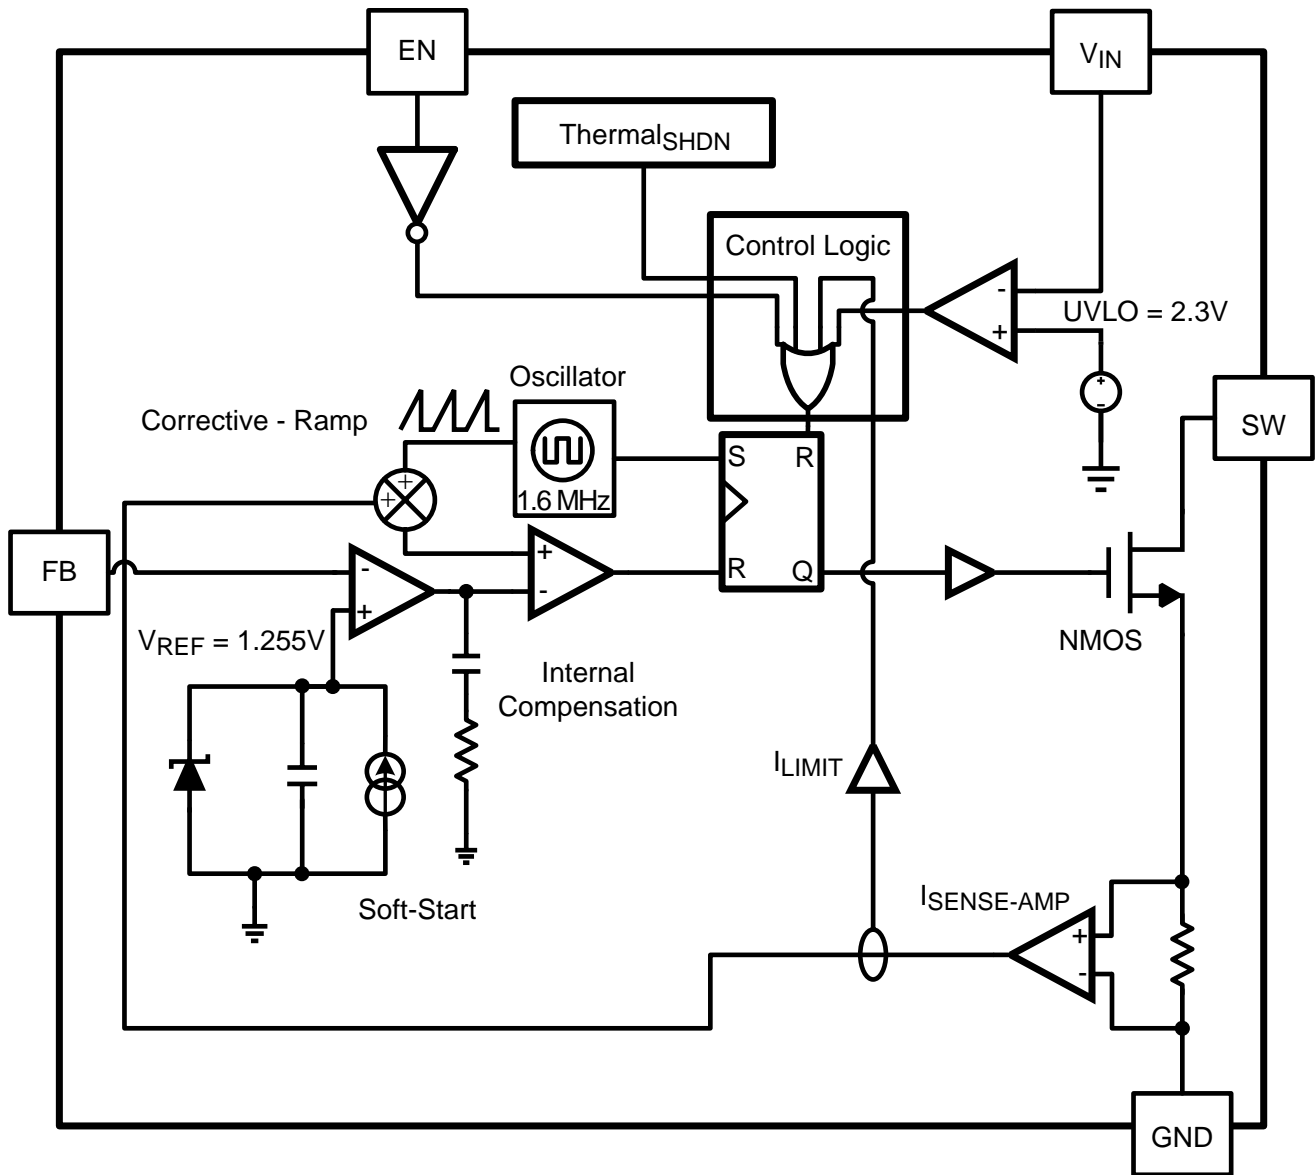 EN
VIN
ThermalSHDN
Control Logic
-
+
UVLO = 2.3V
+
-
Oscillator
Corrective - Ramp
1.6 MHz
+
+
S
R
SW
FB
-
+
+
-
R
Q
VREF = 1.255V
NMOS
Internal
Compensation
ILIMIT
Soft-Start
ISENSE-AMP
+
-
GND